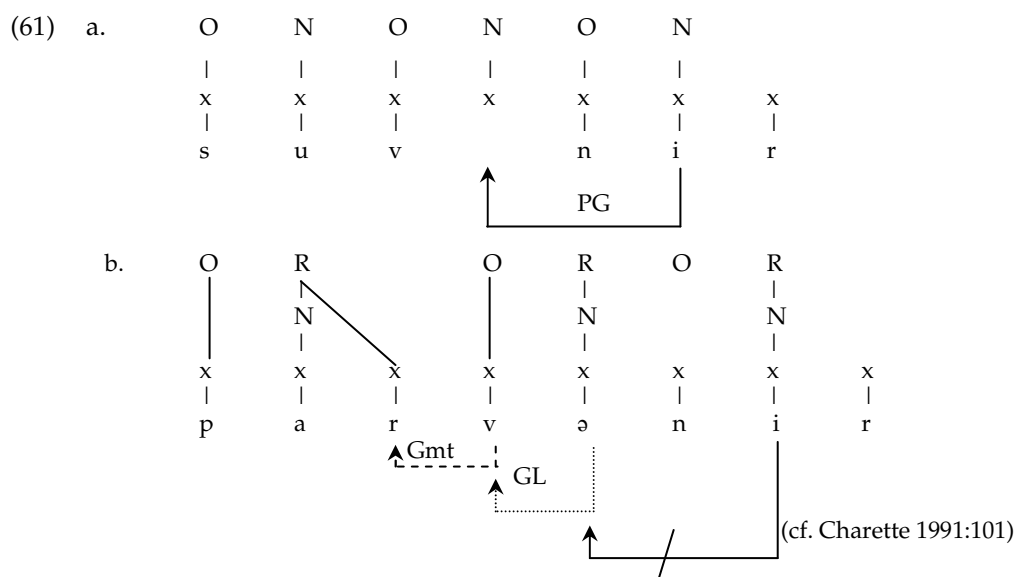 (61) a. O N O N O N
| | | | | |
x x x x x x x
| | | | | |
s u v n i r
PG
b. O R O R O R
| | |
N N N
| | |
x x x x x x x x
| | | | | | | |
p a r v ə n i r
Gmt
GL
(cf. Charette 1991:101)